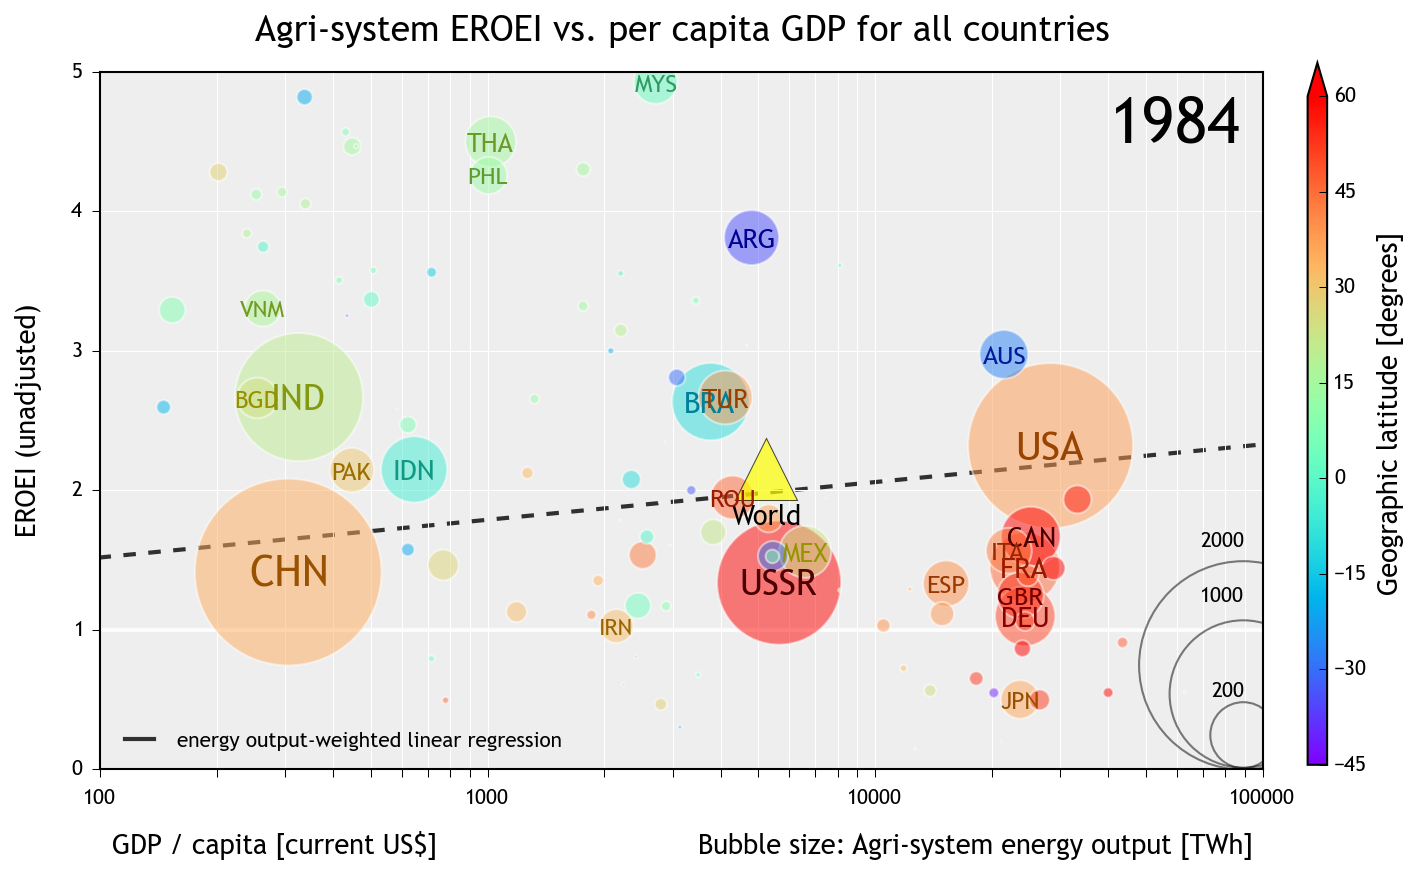 Agri-system EROEI vs. per capita GDP for all countries
1984
EROEI (unadjusted)
5
4
3
2
1
0
MYS
THA
PHL
ARG
VNM
AUS
BGD
IND
BRA
TUR
USA
PAK
IDN
ROU
World
CAN
ITA
MEX
FRA
CHN
USSR
ESP
GBR
DEU
IRN
JPN
2000
1000
200
energy output-weighted linear regression
100
1000
10000
100000
GDP / capita [current US$]
Bubble size: Agri-system energy output [TWh]
60
45
30
15
0
−15
−30
−45
Geographic latitude [degrees]